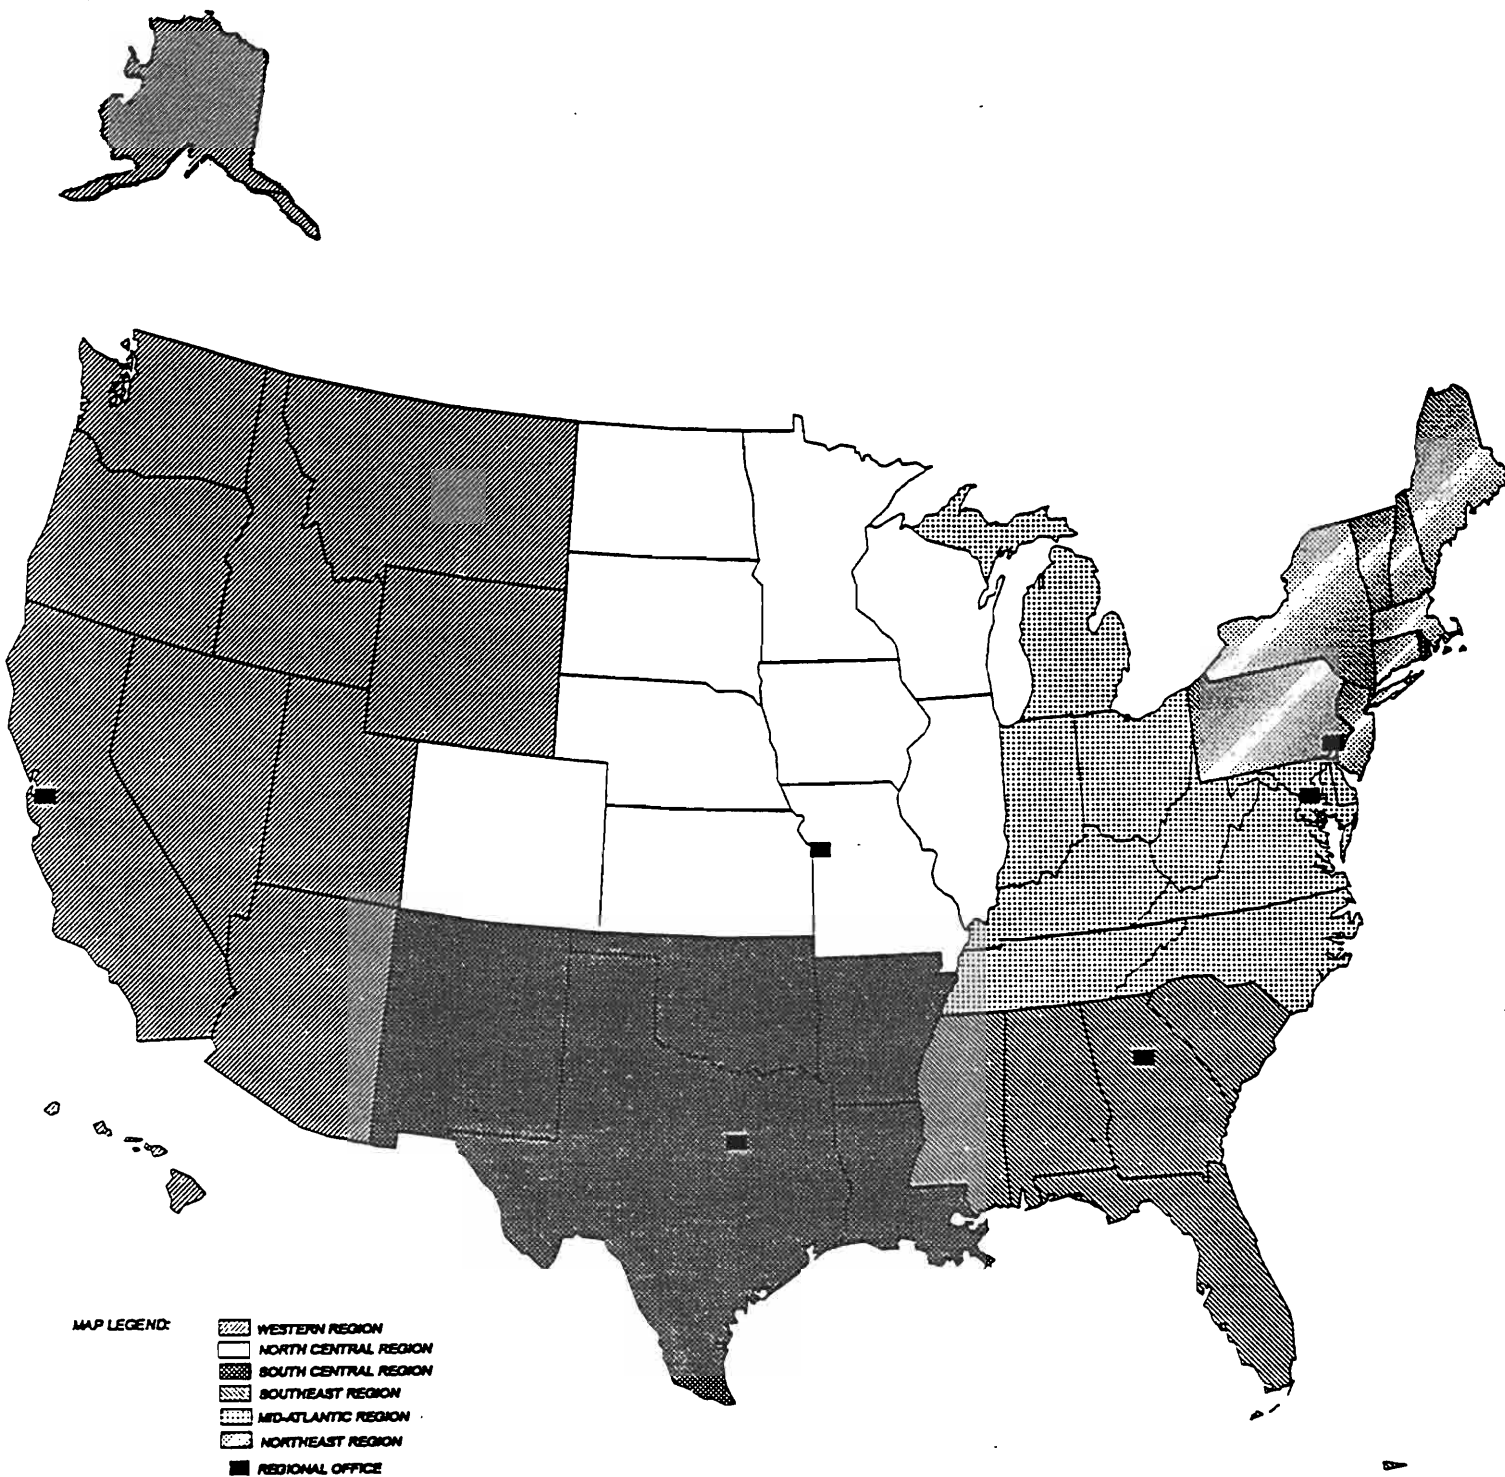 MAP LEGEND:
WESTERN REGION
NORTH CENTRAL REGION
SOUTH CENTRAL REGION
SOUTHEAST REGION
MID-ATLANTIC REGION
NORTHEAST REGION
REGIONAL OFFICE